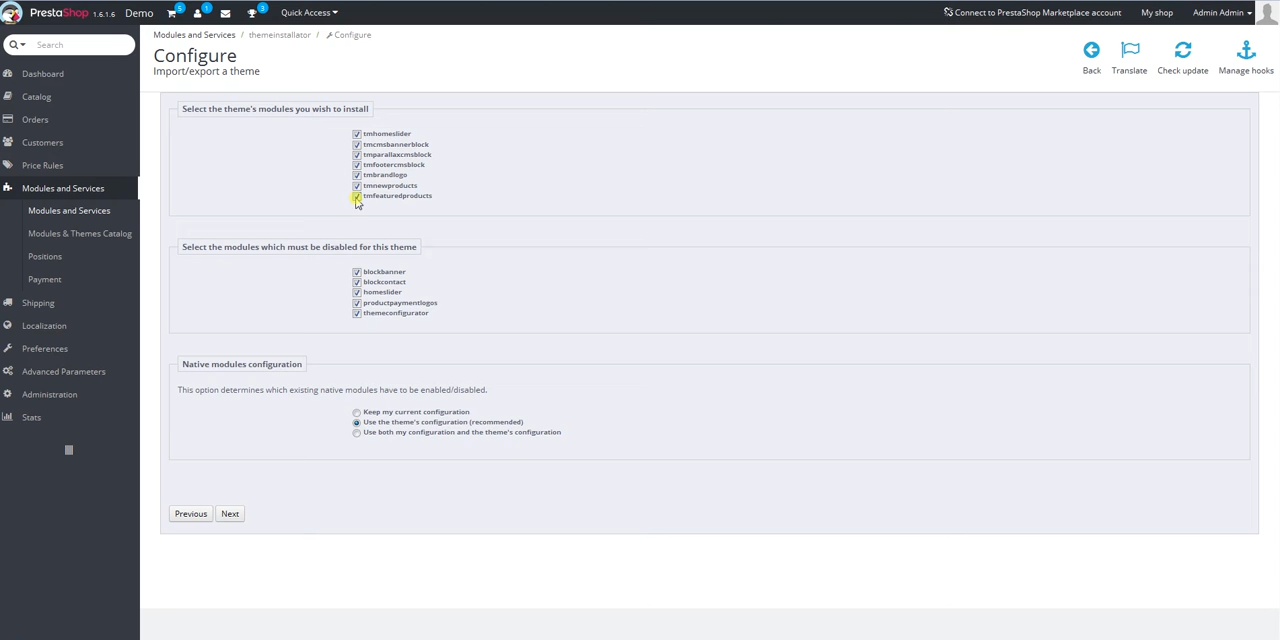 PrestaShop 1.6.1.6 Demo 5 1 3 Quick Access Connect to PrestaShop Marketplace account My shop Admin Admin
Search
Modules and Services / themeinstallator / Configure
Configure
Import/export a theme
Back Translate Check update Manage hooks
Dashboard
Catalog
Orders
Customers
Price Rules
Modules and Services
Modules and Services
Modules & Themes Catalog
Positions
Payment
Shipping
Localization
Preferences
Advanced Parameters
Administration
Stats
Select the theme's modules you wish to install
tmhomeslider
tmcmsbannerblock
tmparallaxcmsblock
tmfootercmsblock
tmbrandlogo
tmnewproducts
tmfeaturedproducts
Select the modules which must be disabled for this theme
blockbanner
blockcontact
homeslider
productpaymentlogos
themeconfigurator
Native modules configuration
This option determines which existing native modules have to be enabled/disabled.
Keep my current configuration
Use the theme's configuration (recommended)
Use both my configuration and the theme's configuration
Previous Next